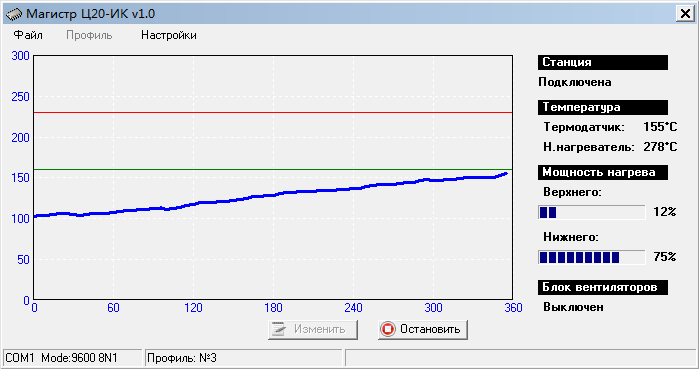 Магистр Ц20-ИК v1.0
Файл Профиль Настройки
300
250
200
150
100
50
0
0 60 120 180 240 300 360
Станция
Подключена
Температура
Термодатчик: 155*C
Н.нагреватель: 278*C
Мощность нагрева
Верхнего:
12%
Нижнего:
75%
Блок вентиляторов
Выключен
Изменить Остановить
COM1 Mode:9600 8N1 Профиль: №3